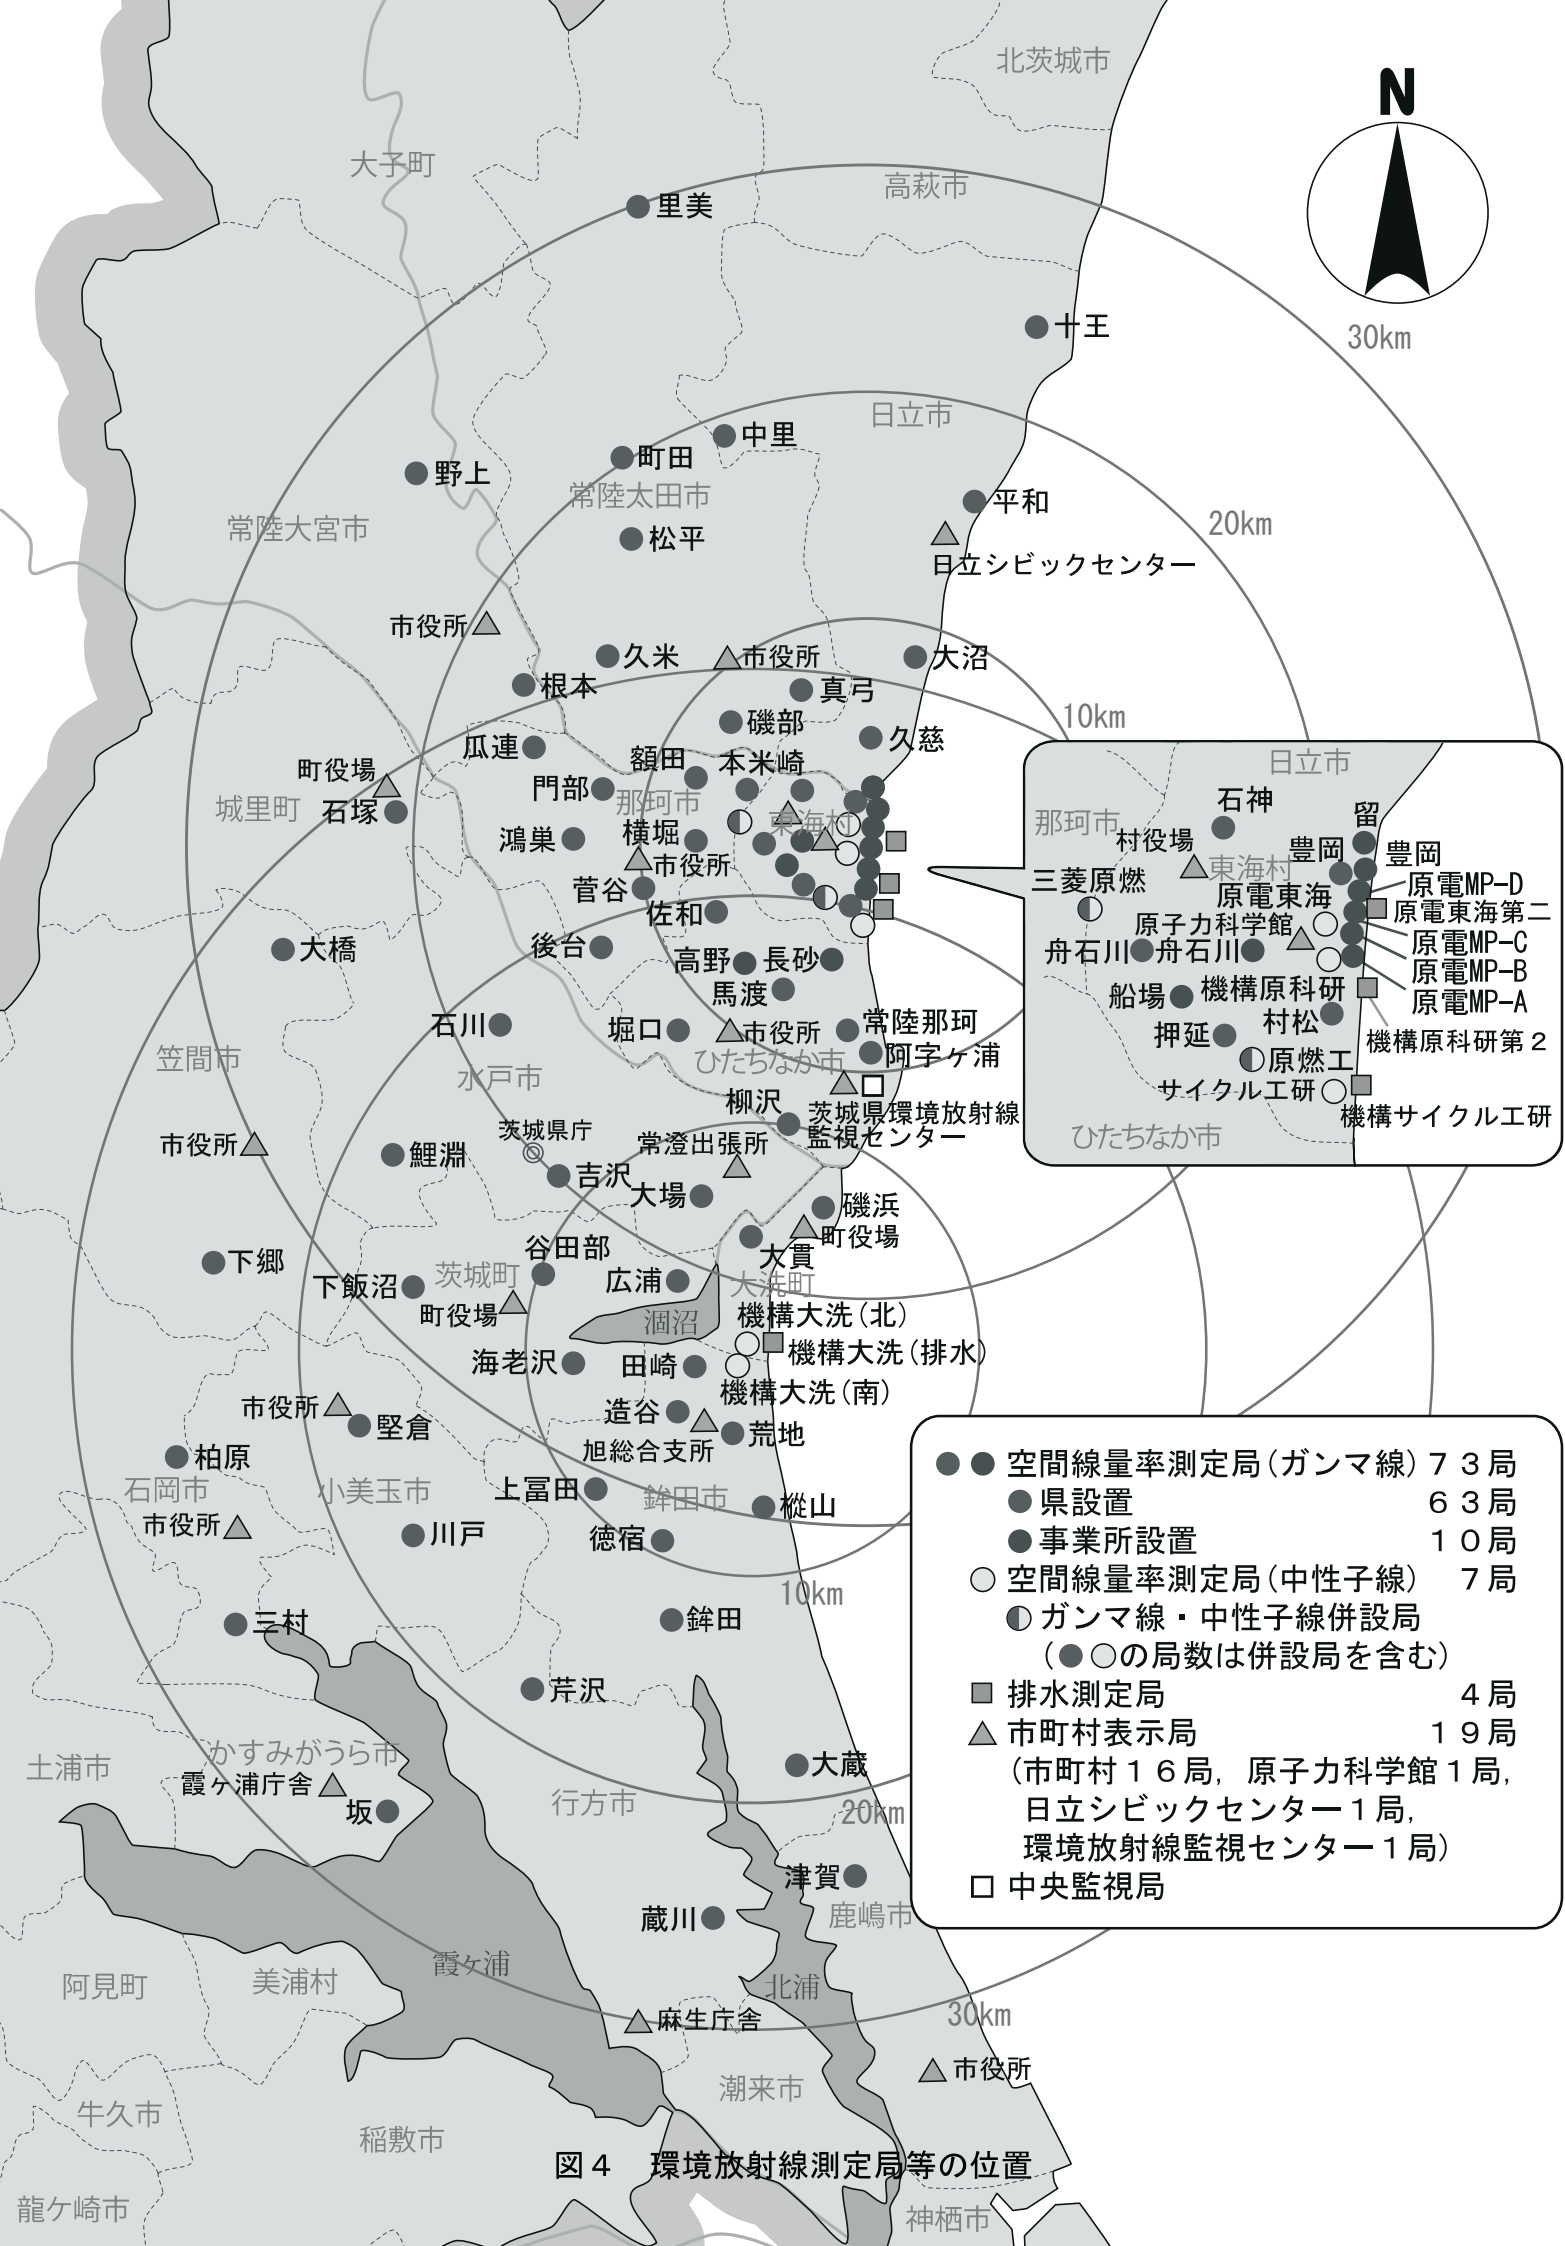 北茨城市
N
大子町
高萩市
里美
十王
30km
日立市
中里
町田
野上
常陸太田市
平和
20km
常陸大宮市
松平
日立シビックセンター
市役所
久米
市役所
大沼
根本
真弓
10km
磯部
瓜連
久慈
額田
本米崎
町役場
門部
那珂市
城里町
石塚
東海村
鴻巣
横堀
市役所
菅谷
佐和
大橋
後台
高野
長砂
馬渡
石川
堀口
市役所
常陸那珂
笠間市
ひたちなか市
阿字ヶ浦
水戸市
柳沢
茨城県環境放射線
監視センター
茨城県庁
常澄出張所
市役所
鯉淵
吉沢
大場
磯浜
町役場
大貫
谷田部
下郷
下飯沼
茨城町
広浦
大洗町
町役場
涸沼
機構大洗(北)
機構大洗(排水)
海老沢
田崎
機構大洗(南)
市役所
堅倉
造谷
荒地
旭総合支所
柏原
石岡市
小美玉市
上冨田
鉾田市
樅山
市役所
川戸
徳宿
10km
三村
鉾田
芹沢
かすみがうら市
土浦市
大蔵
霞ヶ浦庁舎
坂
行方市
20km
津賀
蔵川
鹿嶋市
霞ヶ浦
阿見町
美浦村
北浦
麻生庁舎
30km
市役所
潮来市
牛久市
稲敷市
龍ケ崎市
神栖市
日立市
石神
那珂市
留
村役場
豊岡
豊岡
東海村
三菱原燃
原電MP-D
原電東海
原電東海第二
原子力科学館
原電MP-C
舟石川
舟石川
原電MP-B
船場
機構原科研
原電MP-A
村松
押延
機構原科研第２
原燃工
サイクル工研
機構サイクル工研
ひたちなか市
空間線量率測定局(ガンマ線) ７３局
県設置 ６３局
事業所設置 １０局
空間線量率測定局(中性子線) ７局
ガンマ線・中性子線併設局
(●○の局数は併設局を含む)
排水測定局 ４局
市町村表示局 １９局
(市町村１６局，原子力科学館１局，
日立シビックセンター１局，
環境放射線監視センター１局)
中央監視局
図４　環境放射線測定局等の位置